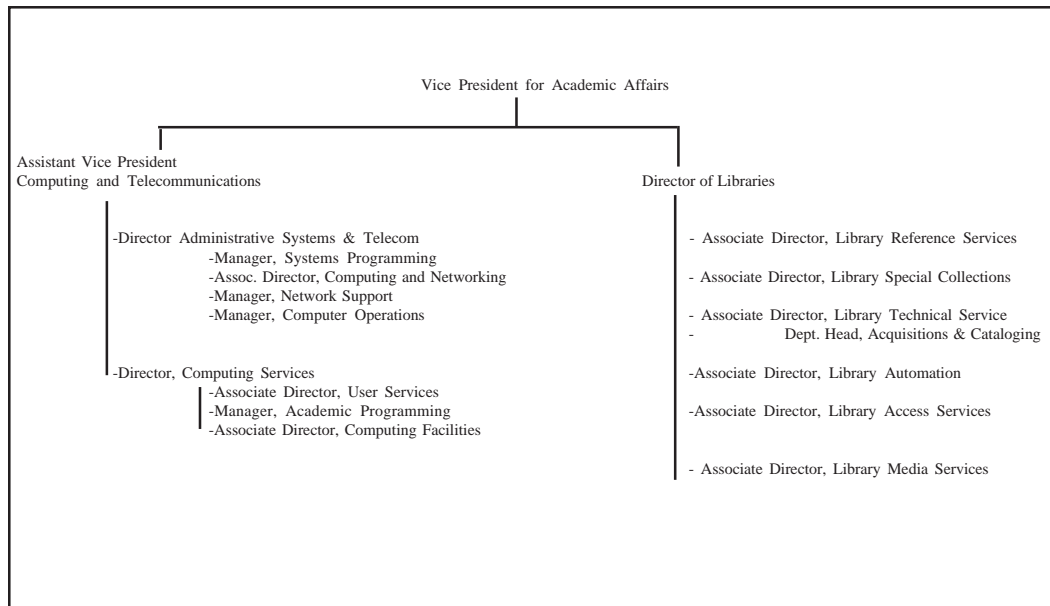 Vice President for Academic Affairs
Assistant Vice President
Computing and Telecommunications
-Director Administrative Systems & Telecom
-Manager, Systems Programming
-Assoc. Director, Computing and Networking
-Manager, Network Support
-Manager, Computer Operations
-Director, Computing Services
-Associate Director, User Services
-Manager, Academic Programming
-Associate Director, Computing Facilities
Director of Libraries
- Associate Director, Library Reference Services
- Associate Director, Library Special Collections
- Associate Director, Library Technical Service
- Dept. Head, Acquisitions & Cataloging
-Associate Director, Library Automation
-Associate Director, Library Access Services
- Associate Director, Library Media Services